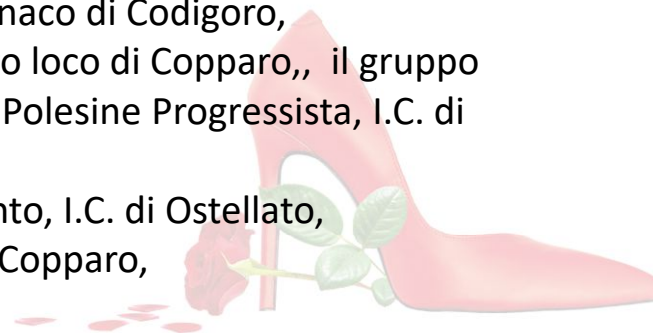 naco di Codigoro,
o loco di Copparo,, il gruppo
Polesine Progressista, I.C. di
nto, I.C. di Ostellato,
Copparo,